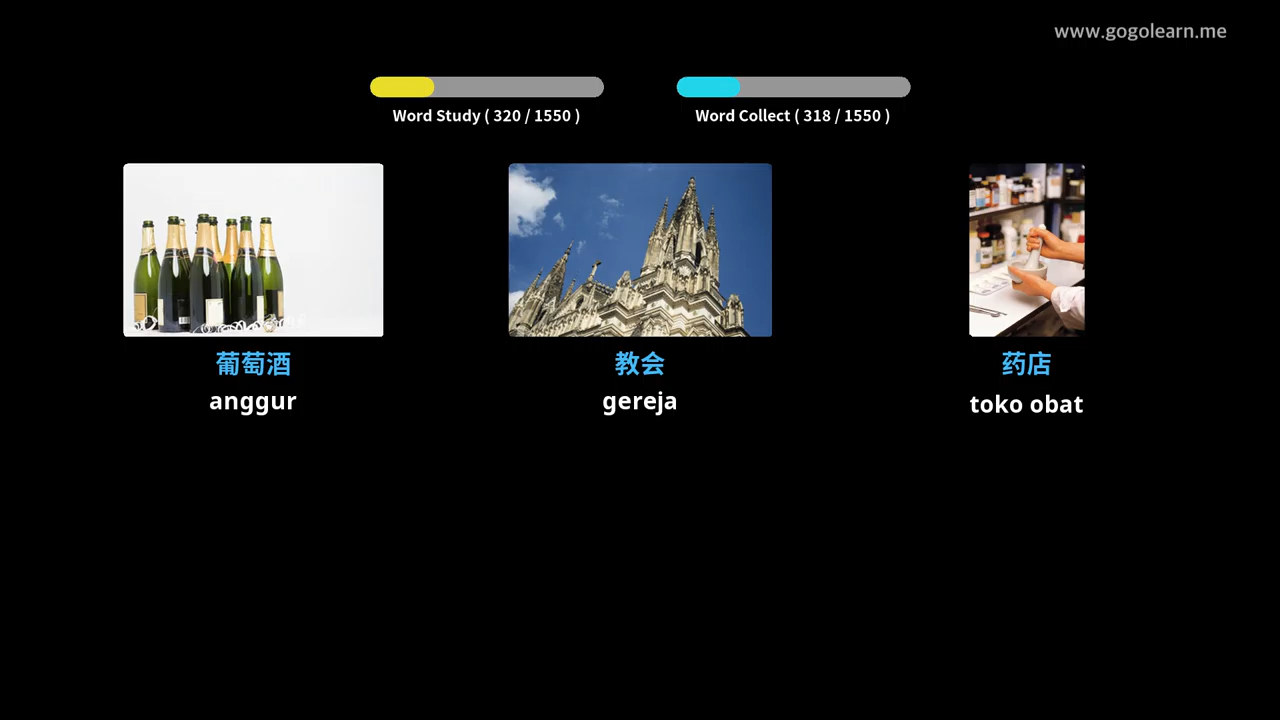 www.gogolearn.me
Word Study ( 320 / 1550 )
Word Collect ( 318 / 1550 )
葡萄酒
anggur
教会
gereja
药店
toko obat